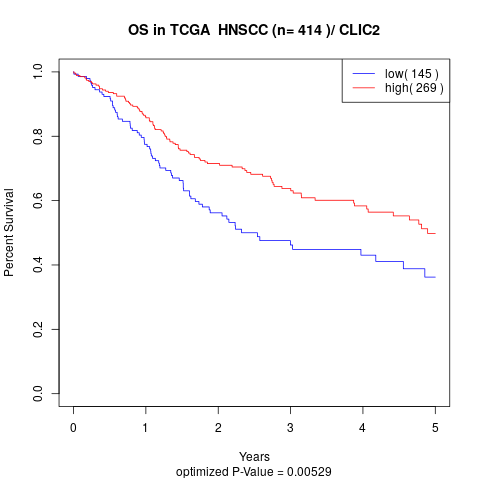 OS in TCGA  HNSCC (n= 414 )/ CLIC2
low( 145 )
high( 269 )
Percent Survival
1.0
0.8
0.6
0.4
0.2
0.0
0 1 2 3 4 5
Years
optimized P-Value = 0.00529